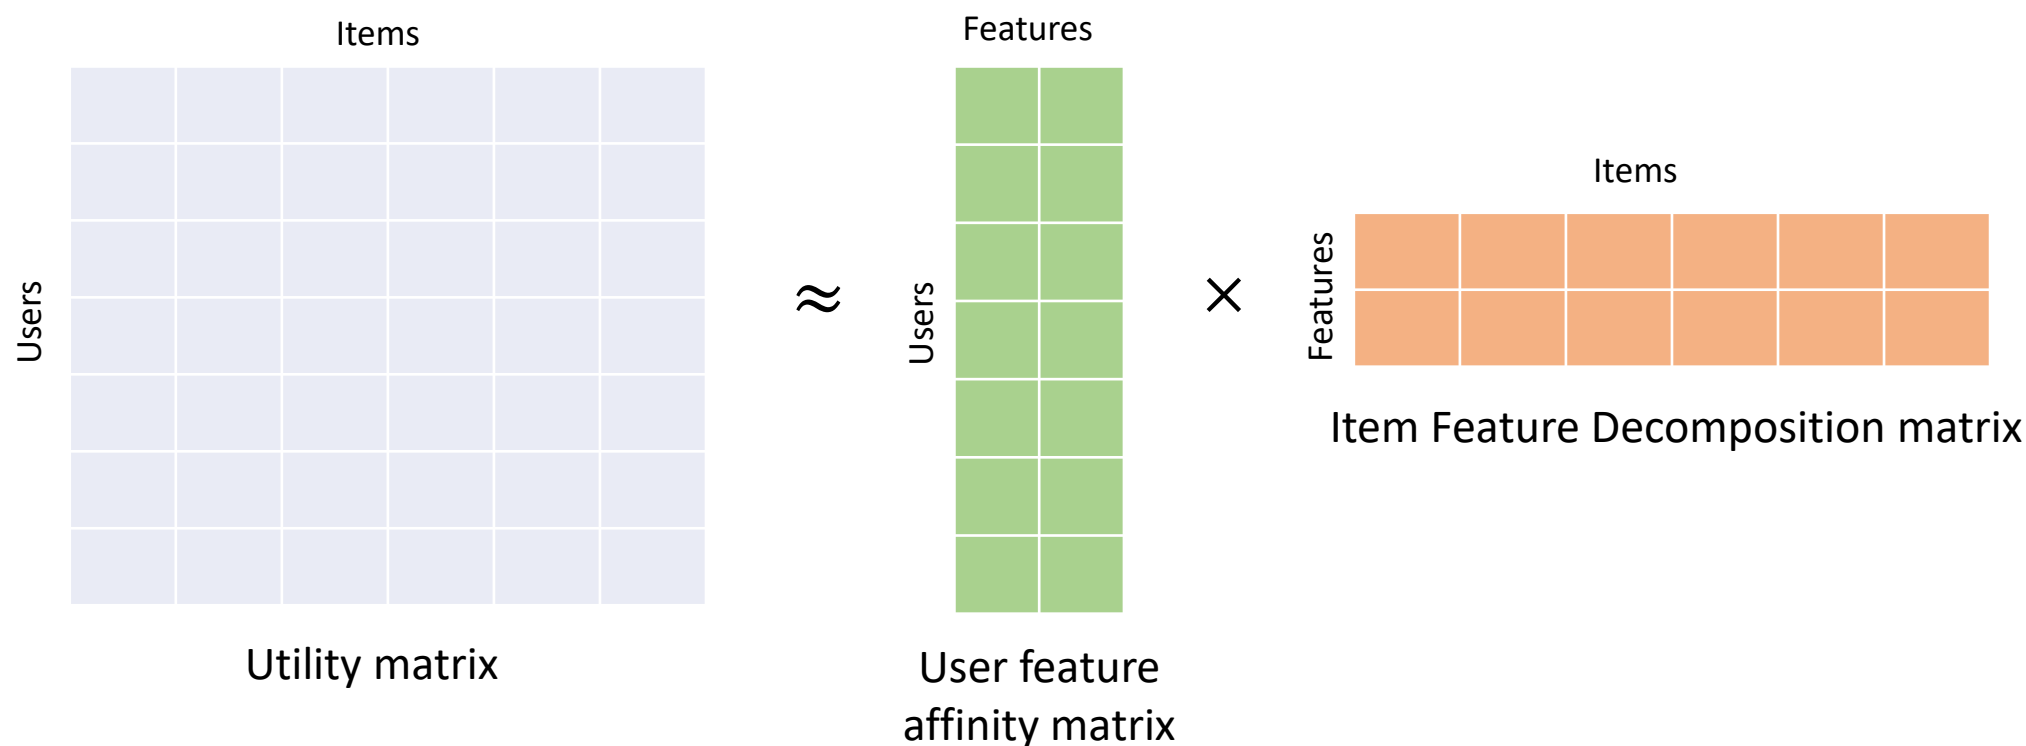 Items
Users
Utility matrix
≈
Features
Users
User feature
affinity matrix
×
Items
Features
Item Feature Decomposition matrix